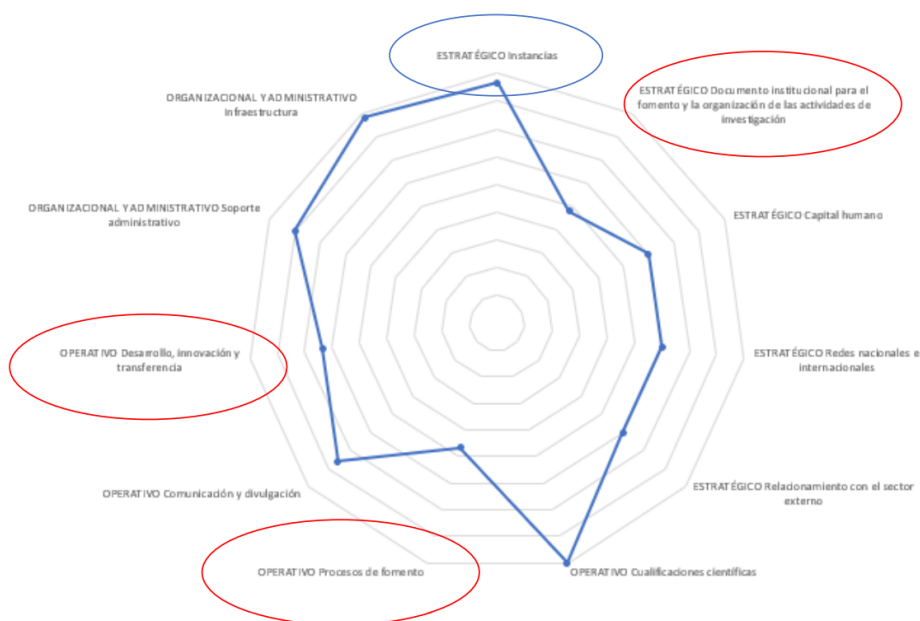 ESTRATÉGICO Instancias
ESTRATÉGICO Documento institucional para el
fomento y la organización de las actividades de
investigación
ESTRATÉGICO Capital humano
ESTRATÉGICO Redes nacionales e
internacionales
ESTRATÉGICO Relacionamiento con el sector
externo
OPERATIVO Cualificaciones científicas
OPERATIVO Procesos de fomento
OPERATIVO Comunicación y divulgación
OPERATIVO Desarrollo, innovación y
transferencia
ORGANIZACIONAL Y ADMINISTRATIVO Soporte
administrativo
ORGANIZACIONAL Y ADMINISTRATIVO
Infraestructura